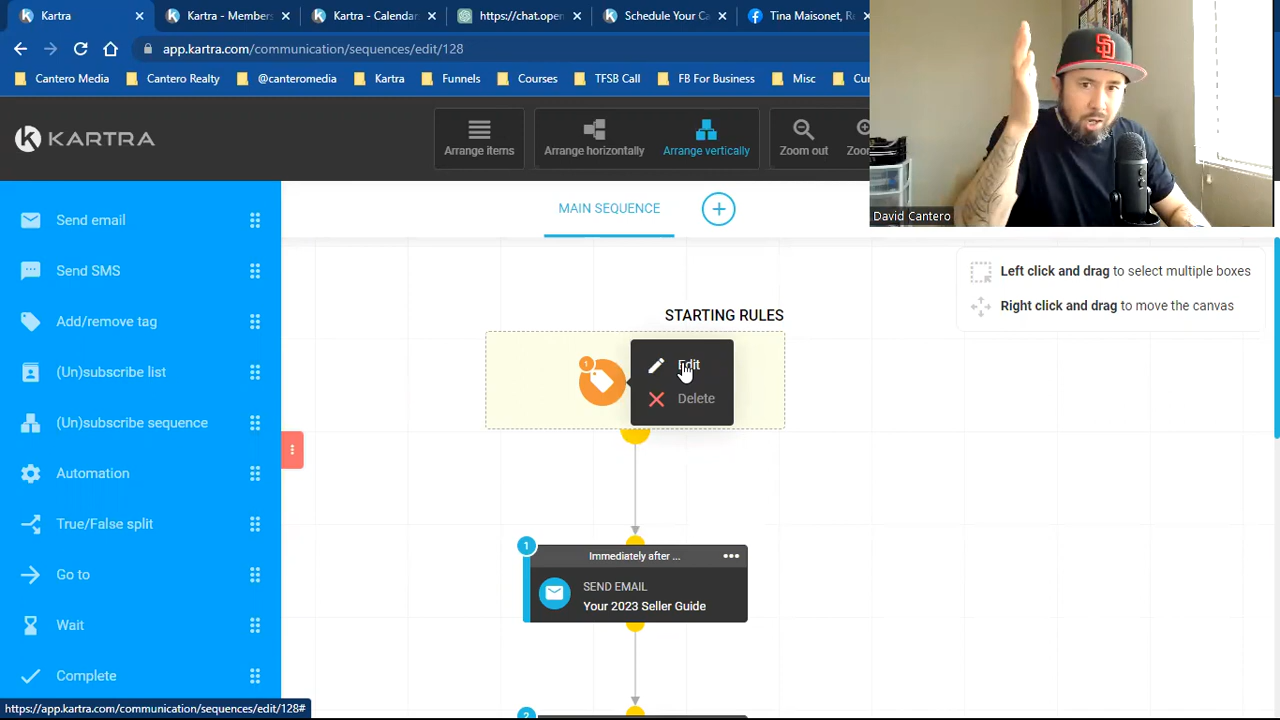 Kartra
Kartra - Members
Kartra - Calendar
https://chat.open
Schedule Your Ca
Tina Maisonet, R
app.kartra.com/communication/sequences/edit/128
Cantero Media
Cantero Realty
@canteromedia
Kartra
Funnels
Courses
TFSB Call
FB For Business
Misc
Cur
KARTRA
Arrange items
Arrange horizontally
Arrange vertically
Zoom out
Zoo
SD
David Cantero
Send email
Send SMS
Add/remove tag
(Un)subscribe list
(Un)subscribe sequence
Automation
True/False split
Go to
Wait
Complete
MAIN SEQUENCE
Left click and drag to select multiple boxes
Right click and drag to move the canvas
STARTING RULES
1
Edit
Delete
1
Immediately after ...
SEND EMAIL
Your 2023 Seller Guide
2
https://app.kartra.com/communication/sequences/edit/128#